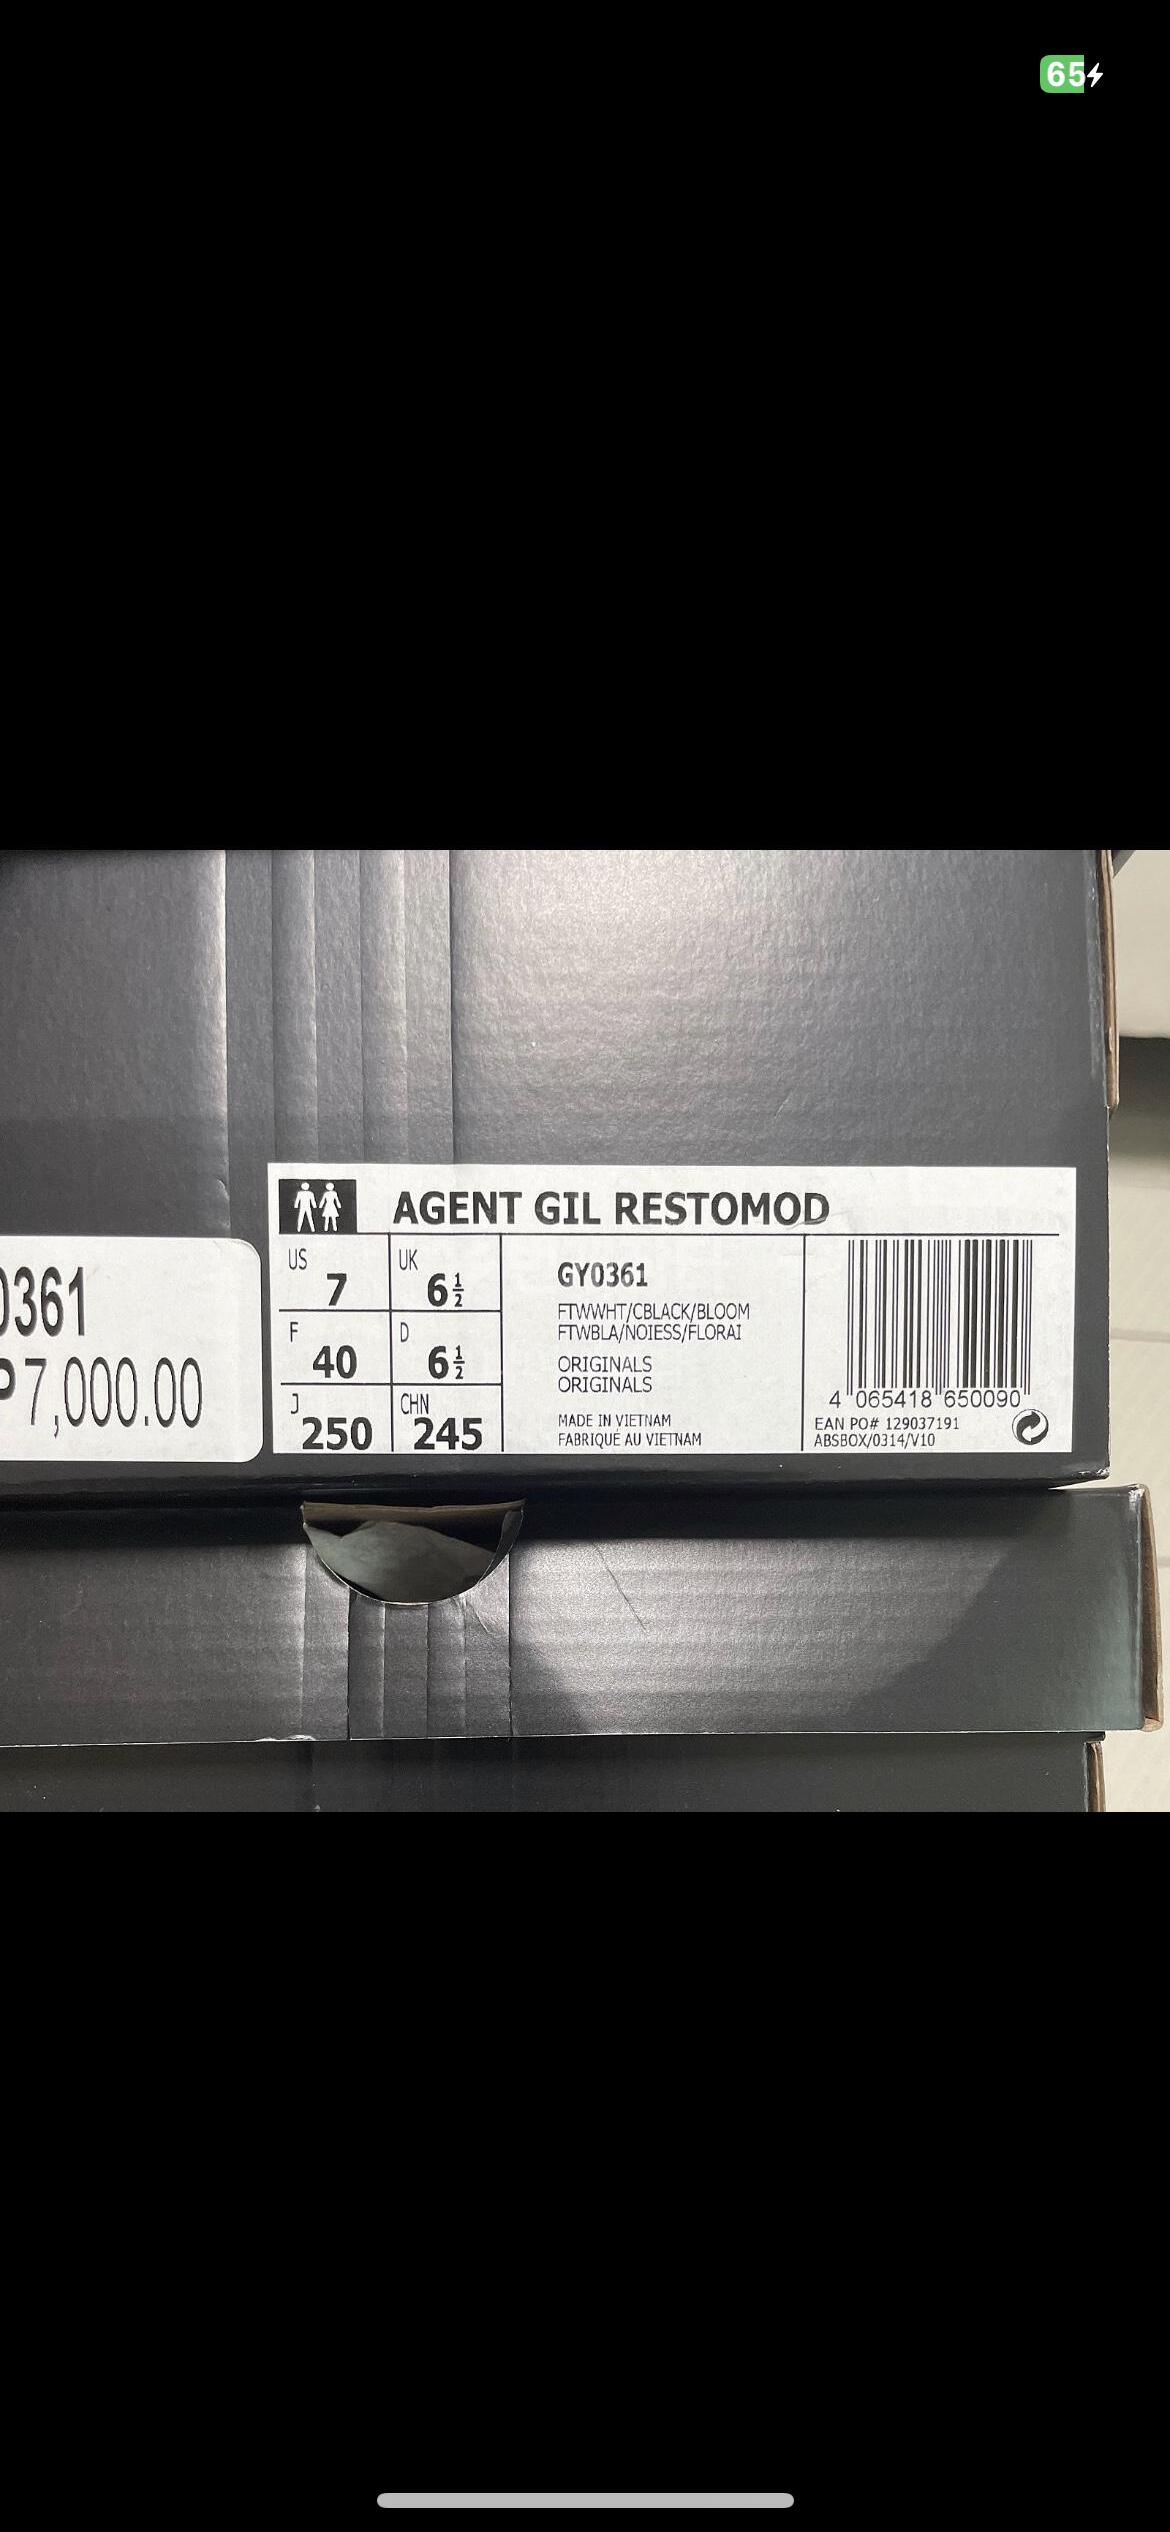 65
AGENT GIL RESTOMOD
US
7
UK
6½
F
40
D
6½
J
250
CHN
245
GY0361
FTWWHT/CBLACK/BLOOM
FTWBLA/NOIESS/FLORAI
ORIGINALS
ORIGINALS
MADE IN VIETNAM
FABRIQUÉ AU VIETNAM
4 065418 650090
EAN PO# 129037191
ABSBOX/0314/V10
0361
P7,000.00